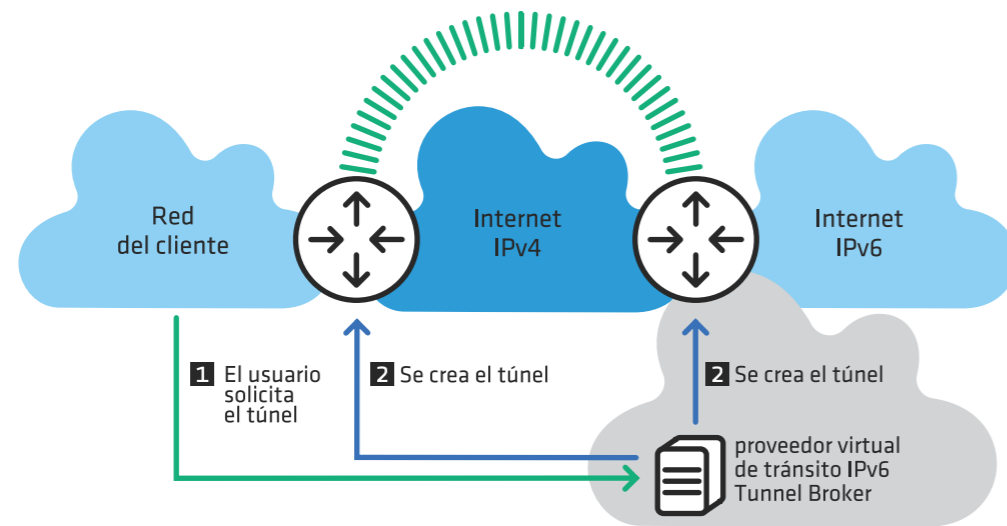 Red
del cliente
Internet
IPv4
Internet
IPv6
1 El usuario
solicita
el túnel
2 Se crea el túnel
2 Se crea el túnel
proveedor virtual
de tránsito IPv6
Tunnel Broker